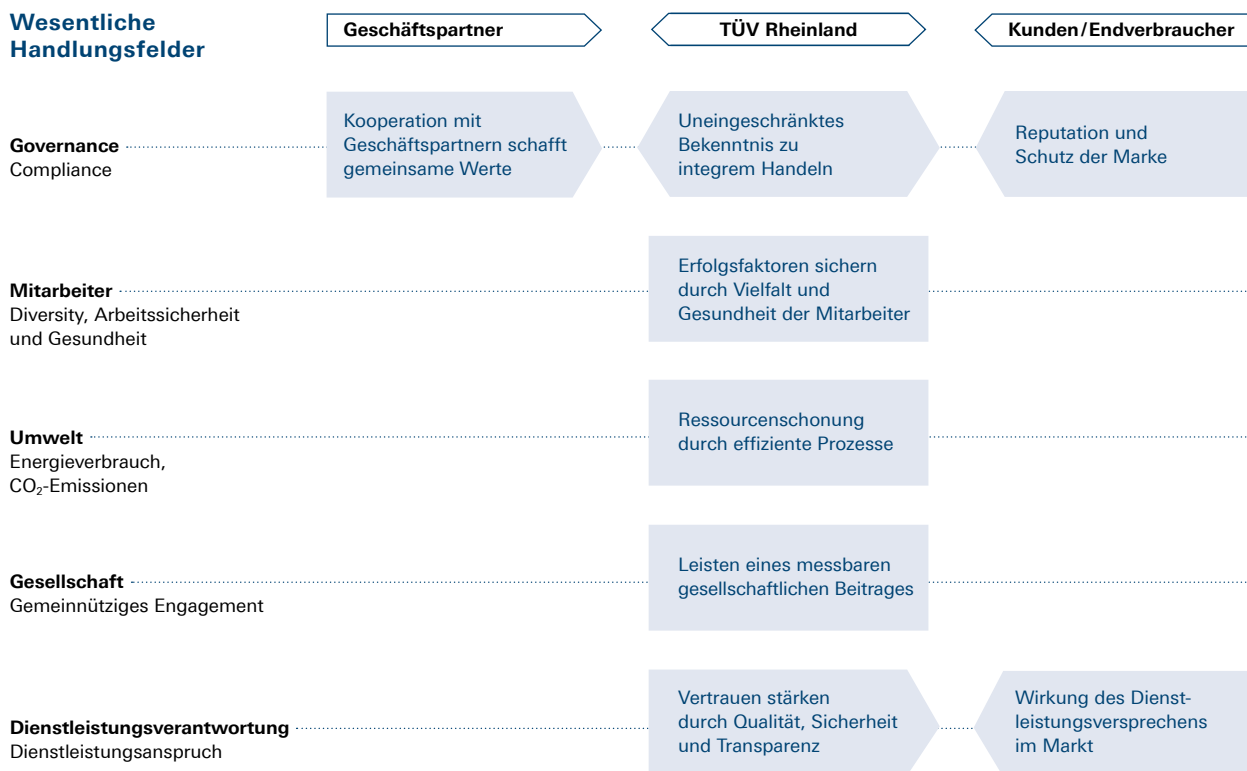 Wesentliche
Handlungsfelder
Geschäftspartner
TÜV Rheinland
Kunden/Endverbraucher
Governance
Compliance
Kooperation mit
Geschäftspartnern schafft
gemeinsame Werte
Uneingeschränktes
Bekenntnis zu
integrem Handeln
Reputation und
Schutz der Marke
Mitarbeiter
Diversity, Arbeitssicherheit
und Gesundheit
Erfolgsfaktoren sichern
durch Vielfalt und
Gesundheit der Mitarbeiter
Umwelt
Energieverbrauch,
CO₂-Emissionen
Ressourcenschonung
durch effiziente Prozesse
Gesellschaft
Gemeinnütziges Engagement
Leisten eines messbaren
gesellschaftlichen Beitrages
Dienstleistungsverantwortung
Dienstleistungsanspruch
Vertrauen stärken
durch Qualität, Sicherheit
und Transparenz
Wirkung des Dienst-
leistungsversprechens
im Markt